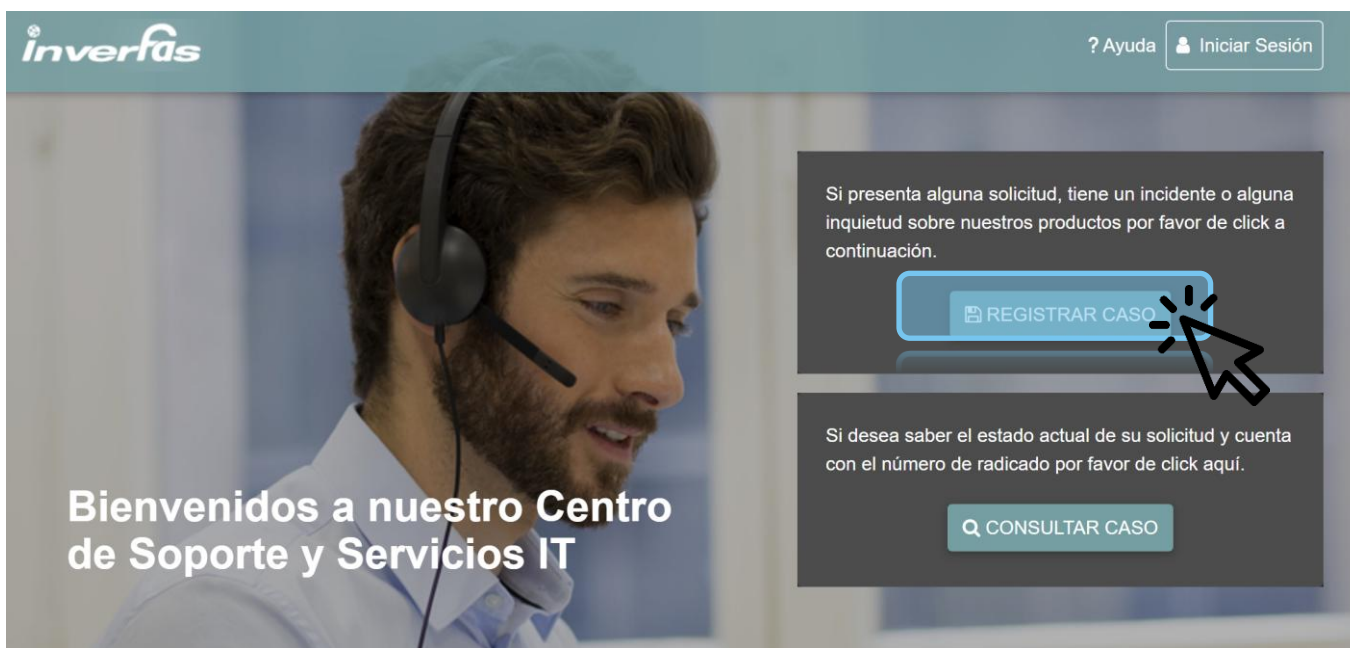 inverfas
? Ayuda
Iniciar Sesión
Si presenta alguna solicitud, tiene un incidente o alguna
inquietud sobre nuestros productos por favor de click a
continuación.
REGISTRAR CASO
Si desea saber el estado actual de su solicitud y cuenta
con el número de radicado por favor de click aquí.
CONSULTAR CASO
Bienvenidos a nuestro Centro
de Soporte y Servicios IT